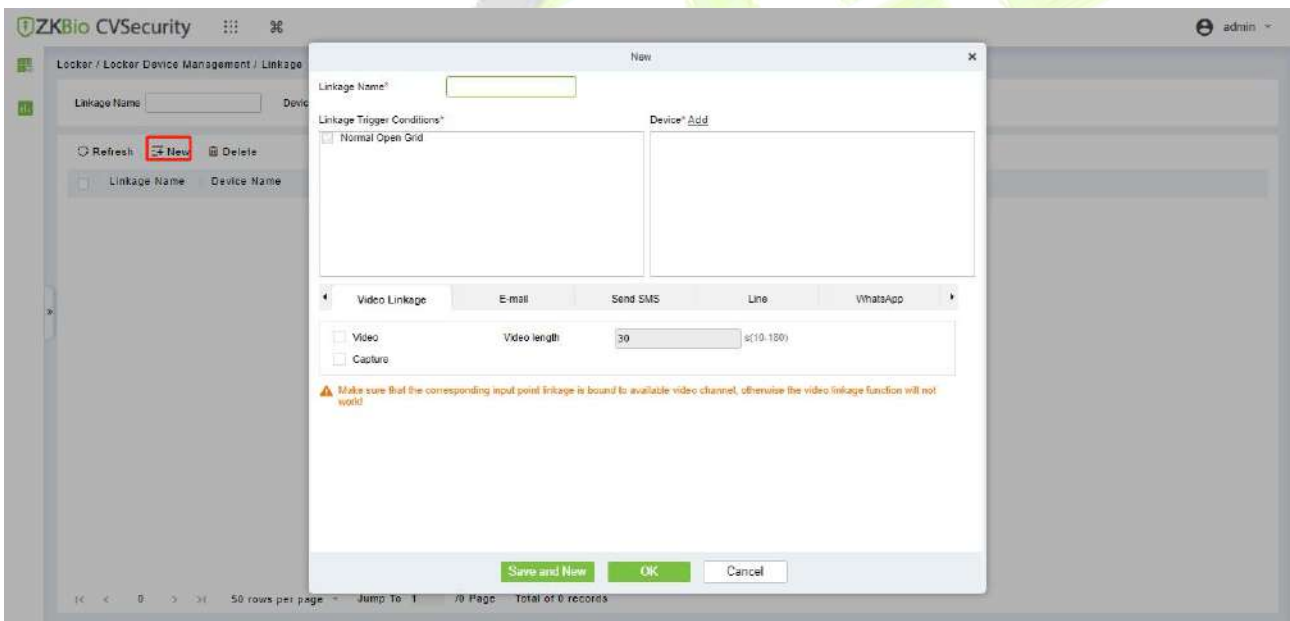 ZKBio CVSecurity
admin
Locker / Locker Device Management / Linkage
Linkage Name
Devic
Refresh
New
Delete
Linkage Name
Device Name
New
Linkage Name*
Linkage Trigger Conditions*
Device* Add
Normal Open Grid
Video Linkage
E-mail
Send SMS
Line
WhatsApp
Video
Video length
30
s(10-180)
Capture
Make sure that the corresponding input point linkage is bound to available video channel, otherwise the video linkage function will not
work!
Save and New
OK
Cancel
0
50 rows per page
Jump To 1
/0 Page
Total of 0 records